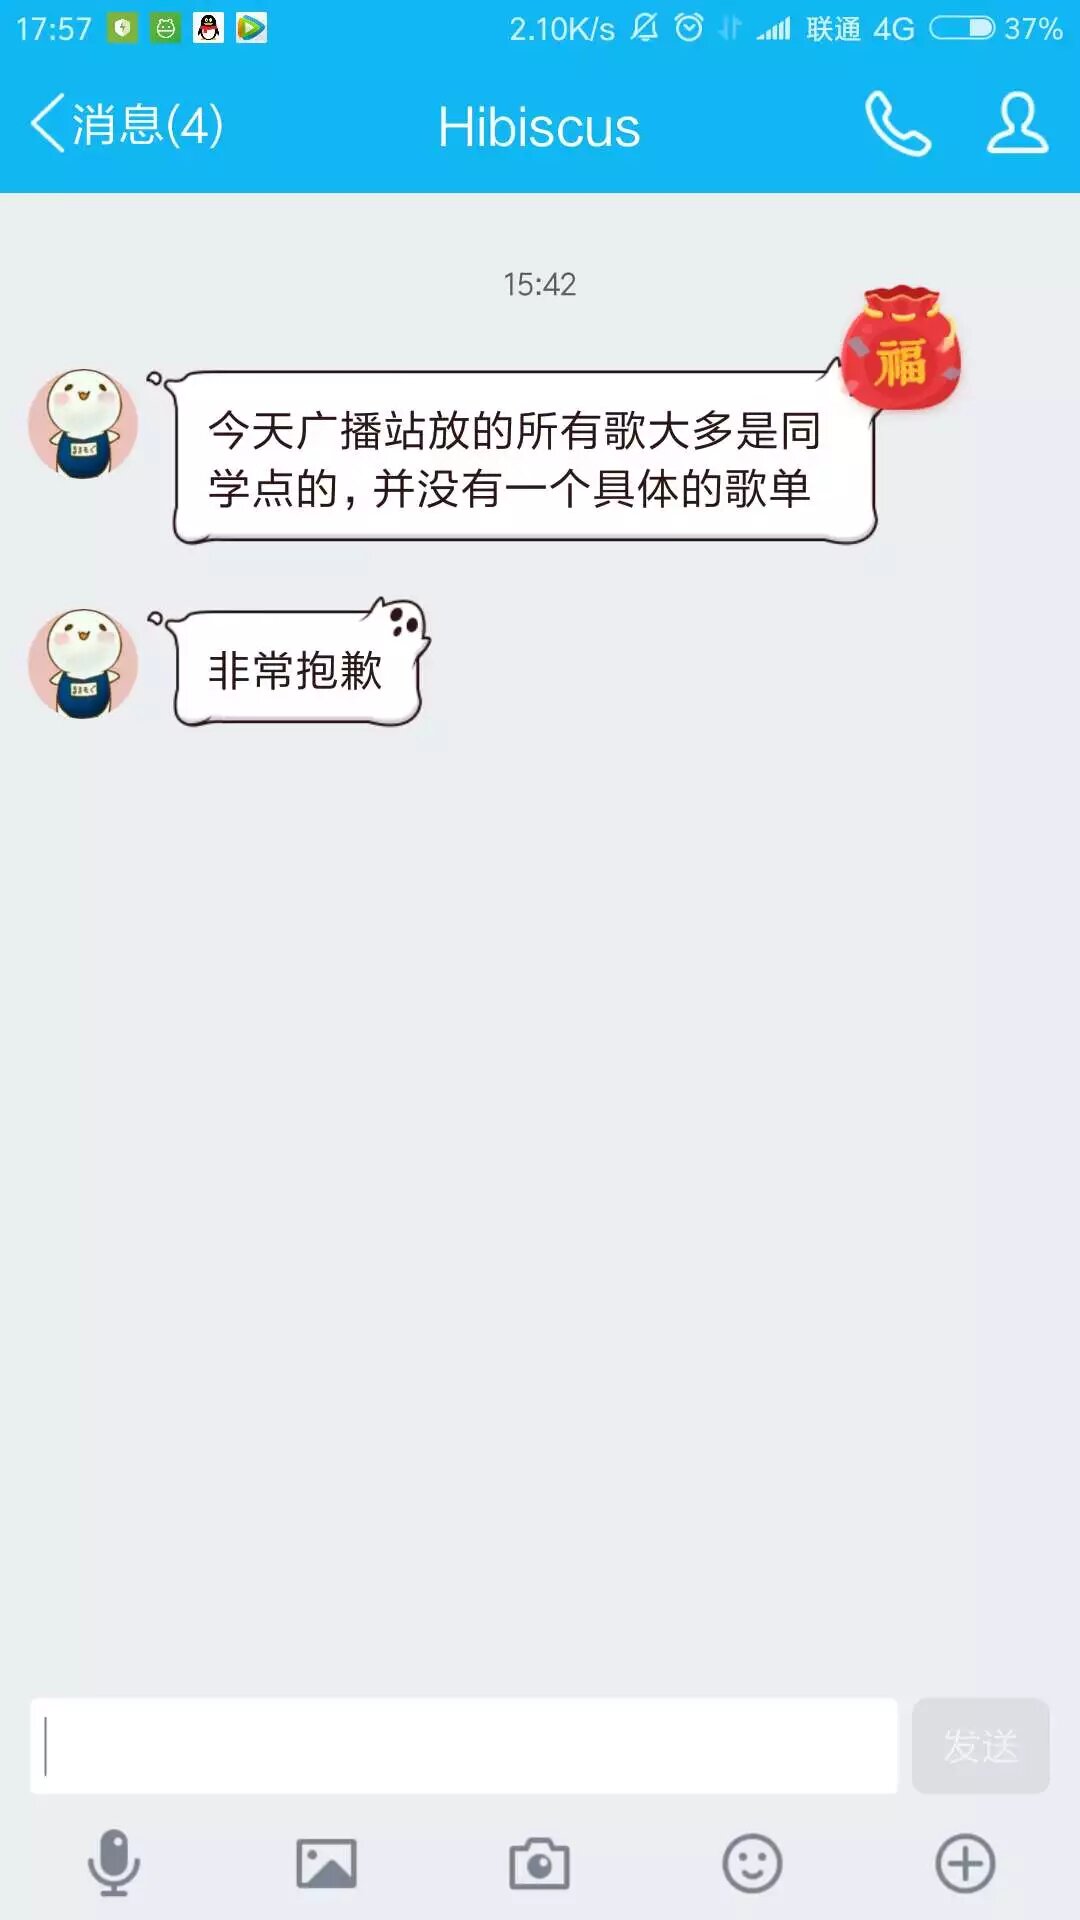 17:57 2.10K/s 联通 4G 37%
消息(4) Hibiscus
15:42
福
今天广播站放的所有歌大多是同
学点的，并没有一个具体的歌单
非常抱歉
发送